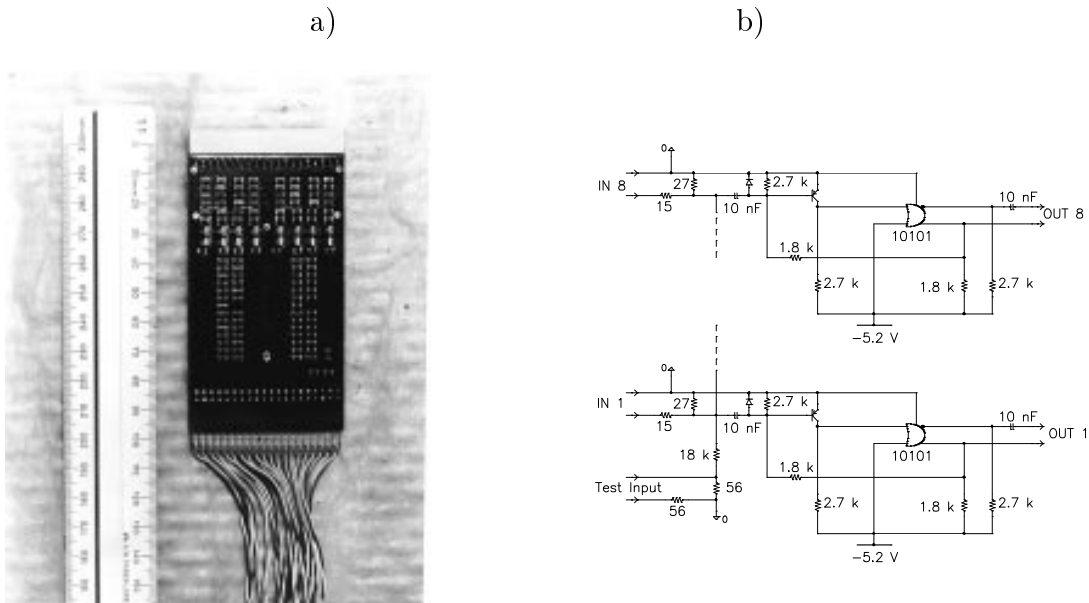 a)
b)
0
IN 8
27
2.7 k
15
10 nF
10 nF
OUT 8
10101
1.8 k
2.7 k
1.8 k
2.7 k
−5.2 V
0
IN 1
27
2.7 k
15
10 nF
10 nF
OUT 1
10101
18 k
1.8 k
Test Input
56
56
0
2.7 k
1.8 k
2.7 k
−5.2 V